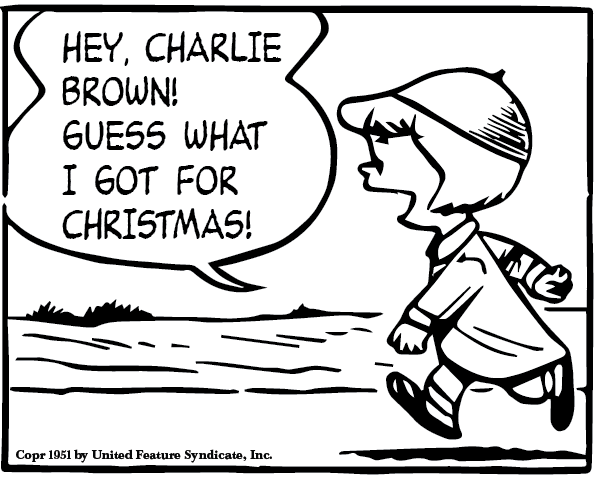 HEY, CHARLIE
BROWN!
GUESS WHAT
I GOT FOR
CHRISTMAS!
Copr 1951 by United Feature Syndicate, Inc.